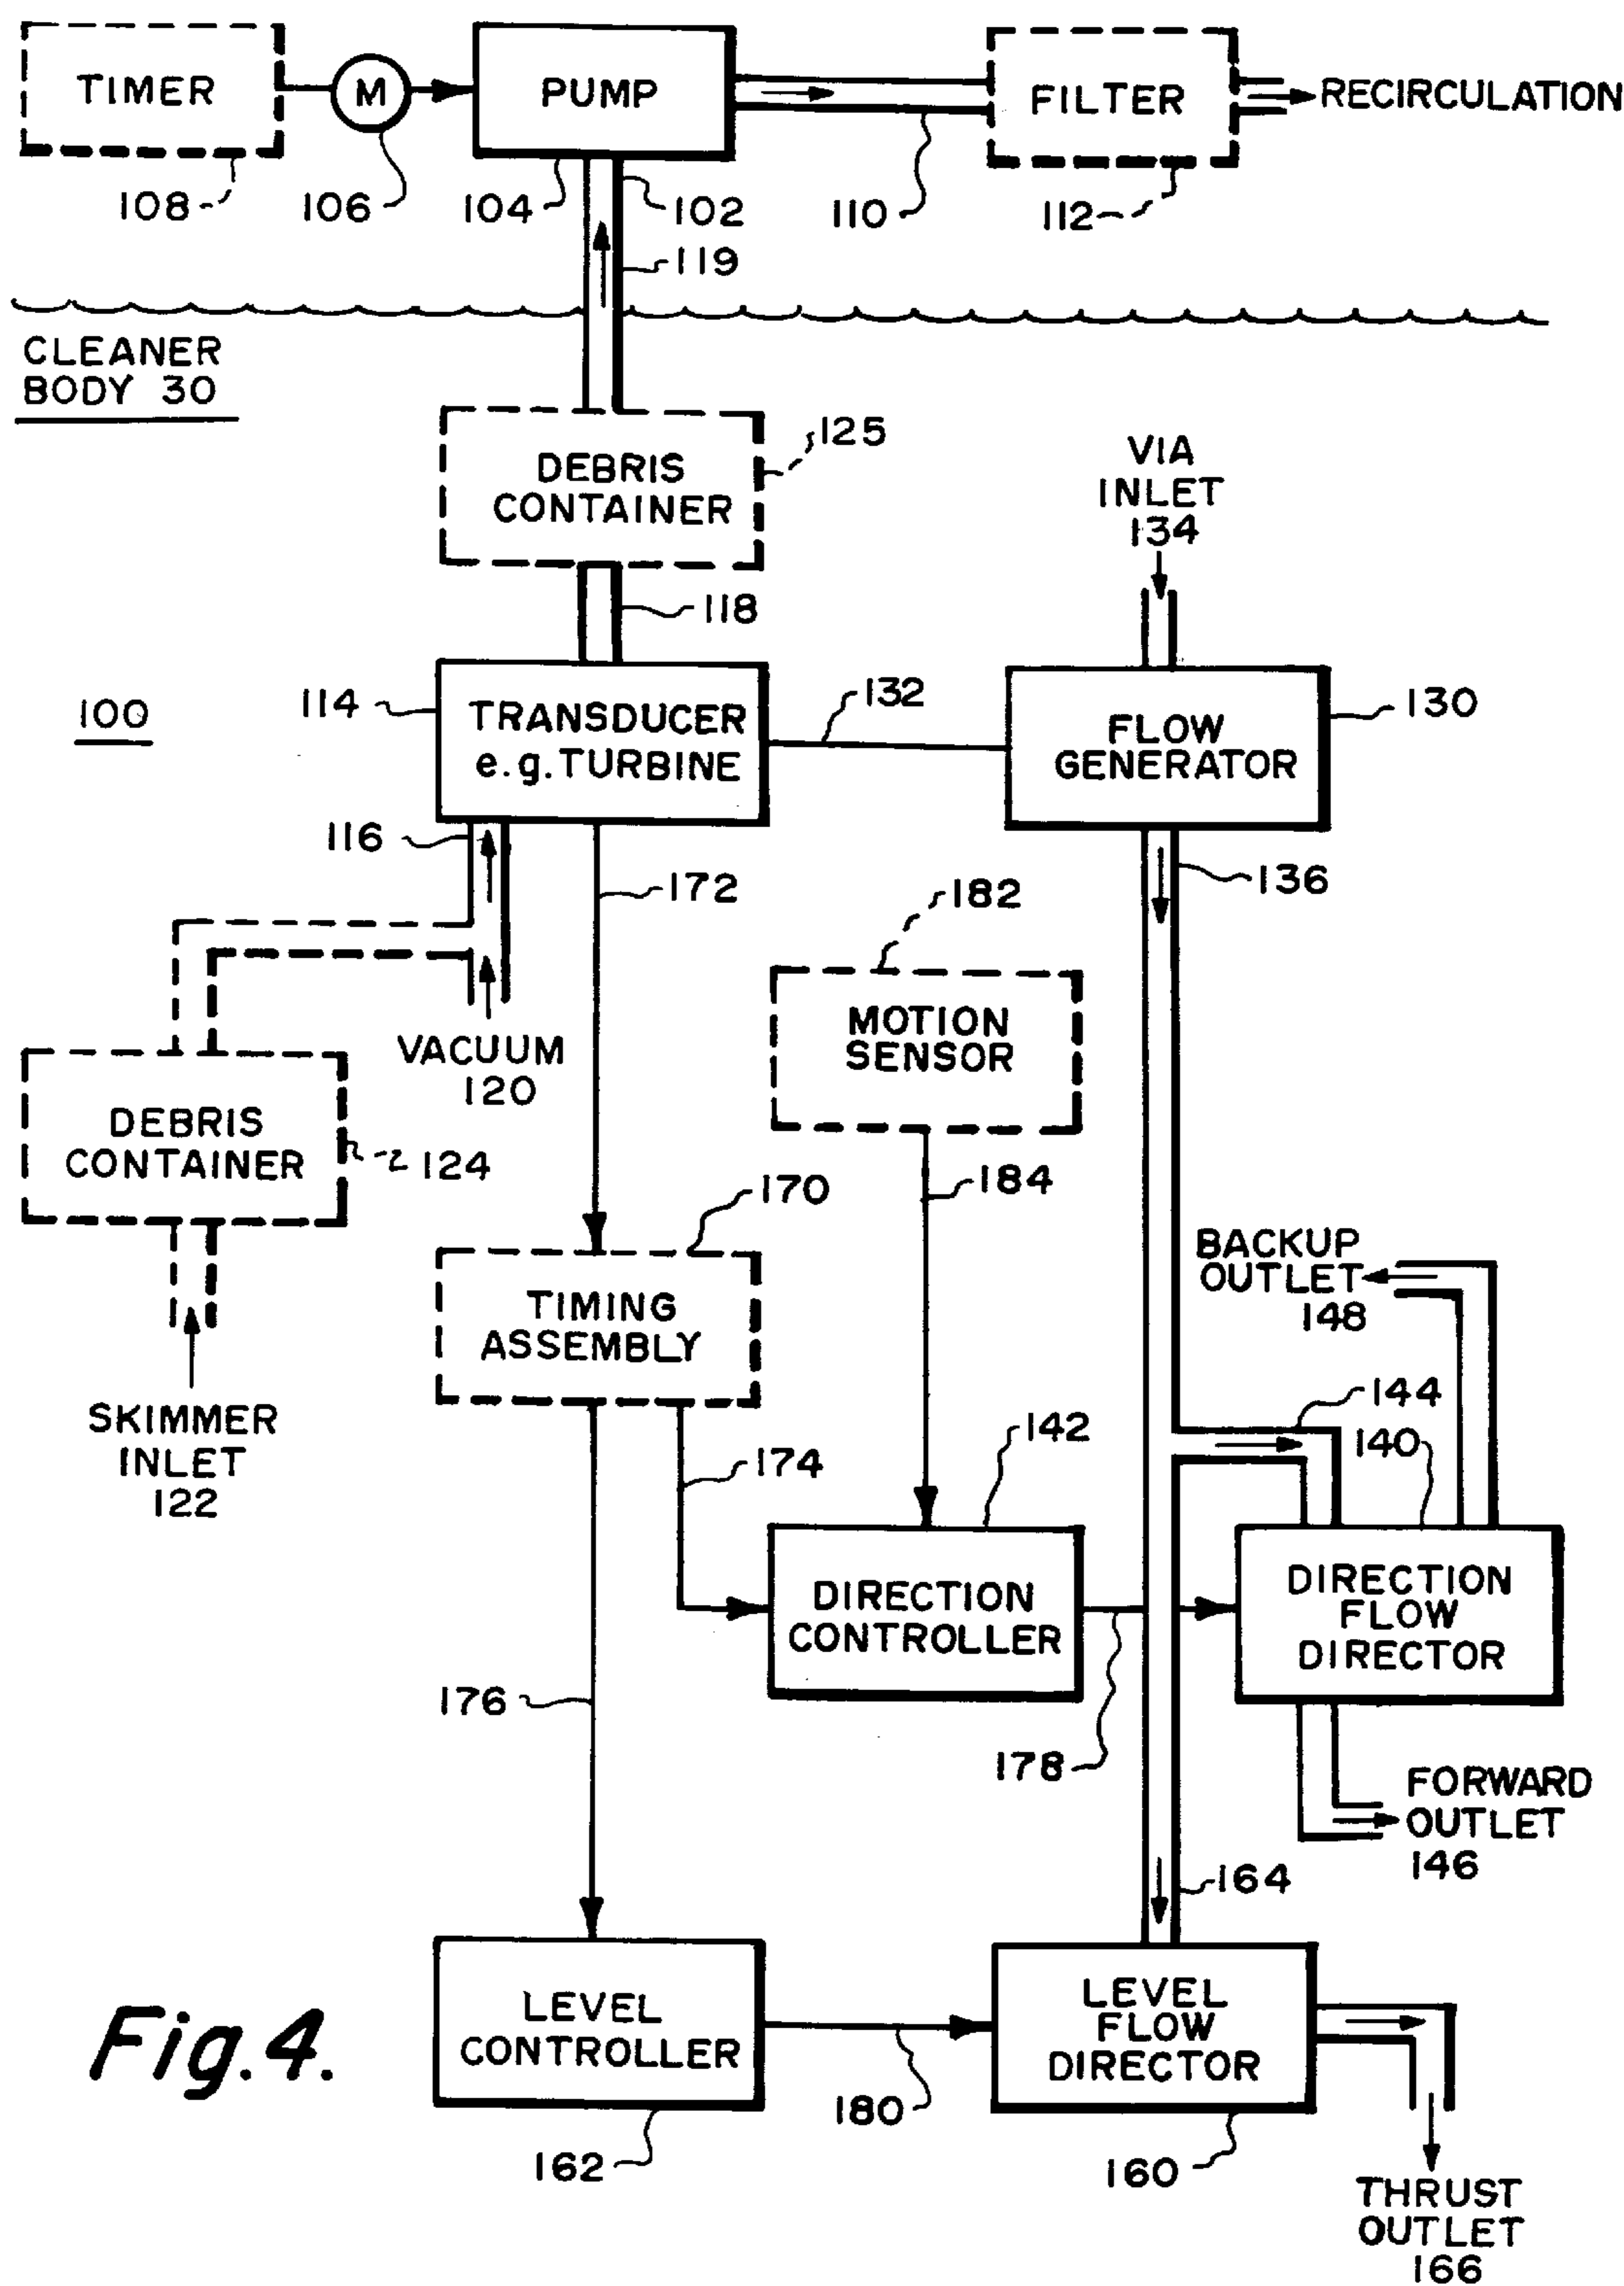 TIMER
M
PUMP
FILTER
RECIRCULATION
108
106
104
102
110
112
119
CLEANER
BODY 30
DEBRIS
CONTAINER
125
VIA
INLET
134
118
100
114
TRANSDUCER
e.g. TURBINE
132
FLOW
GENERATOR
130
116
172
136
182
MOTION
SENSOR
VACUUM
120
DEBRIS
CONTAINER
124
184
170
TIMING
ASSEMBLY
BACKUP
OUTLET
148
SKIMMER
INLET
122
174
142
144
140
DIRECTION
CONTROLLER
DIRECTION
FLOW
DIRECTOR
176
178
FORWARD
OUTLET
146
164
Fig.4.
LEVEL
CONTROLLER
LEVEL
FLOW
DIRECTOR
180
162
160
THRUST
OUTLET
166